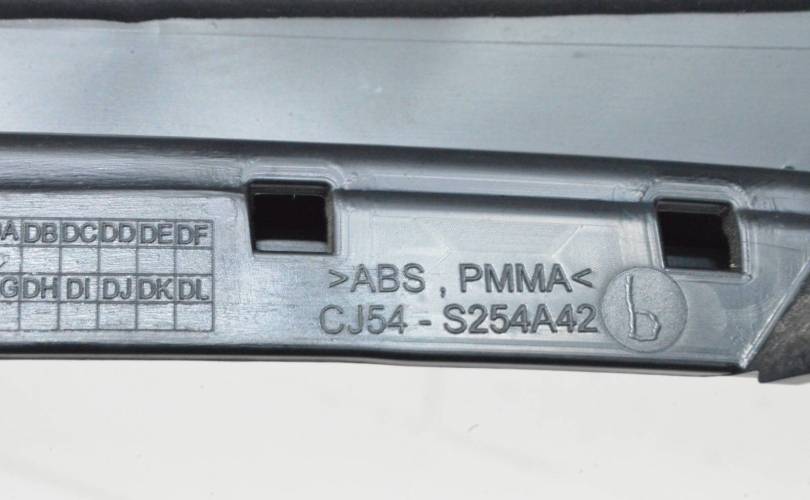 DB DC DD DE DF
DH DI DJ DK DL
>ABS , PMMA<
CJ54 - S254A42